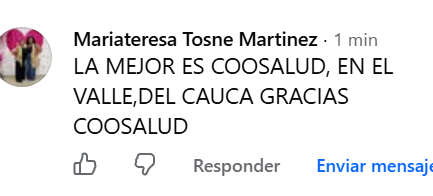 Mariateresa Tosne Martinez · 1 min
LA MEJOR ES COOSALUD, EN EL
VALLE,DEL CAUCA GRACIAS
COOSALUD
Responder Enviar mensaje